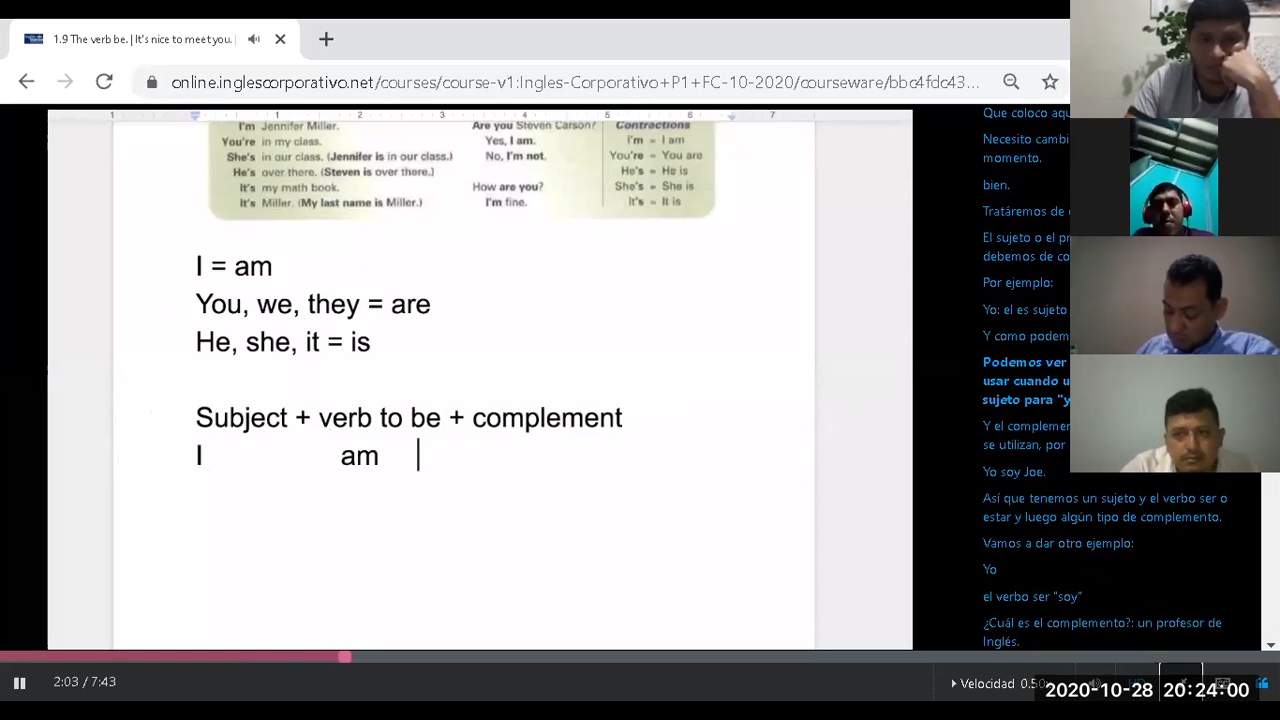 1.9 The verb be. | It's nice to meet you. |
online.inglescorporativo.net/courses/course-v1:Ingles-Corporativo+P1+FC-10-2020/courseware/bbc4fdc43...
1 1 2 3 4 5 6 7
I'm Jennifer Miller.
You're in my class.
She's in our class. (Jennifer is in our class.)
He's over there. (Steven is over there.)
It's my math book.
It's Miller. (My last name is Miller.)
Are you Steven Carson?
Yes, I am.
No, I'm not.
How are you?
I'm fine.
Contractions
I'm = I am
You're = You are
He's = He is
She's = She is
It's = It is
I = am
You, we, they = are
He, she, it = is
Subject + verb to be + complement
I am
Que coloco aqu
Necesito cambi
momento.
bien.
Tratáremos de
El sujeto o el pr
debemos de co
Por ejemplo:
Yo: el es sujeto
Y como podem
Podemos ver
usar cuando u
sujeto para "y
Y el complemen
se utilizan, por
Yo soy Joe.
Así que tenemos un sujeto y el verbo ser o
estar y luego algún tipo de complemento.
Vamos a dar otro ejemplo:
Yo
el verbo ser "soy"
¿Cuál es el complemento?: un profesor de
Inglés.
2:03 / 7:43
Velocidad 0.50
2020-10-28 20:24:00